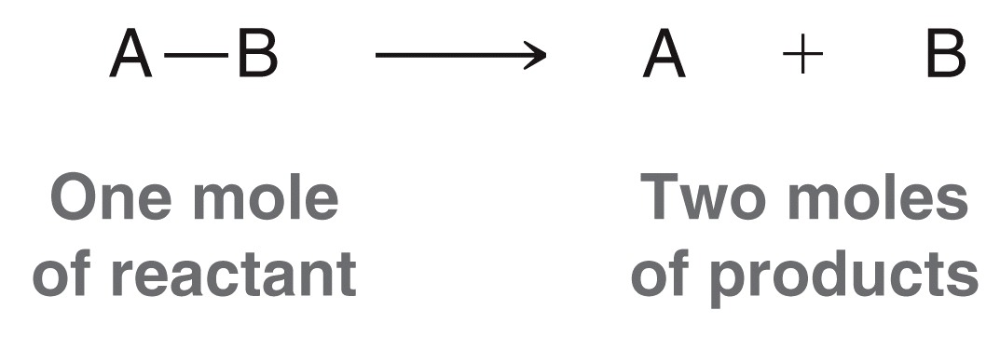 A—B ⟶ A + B
One mole Two moles
of reactant of products